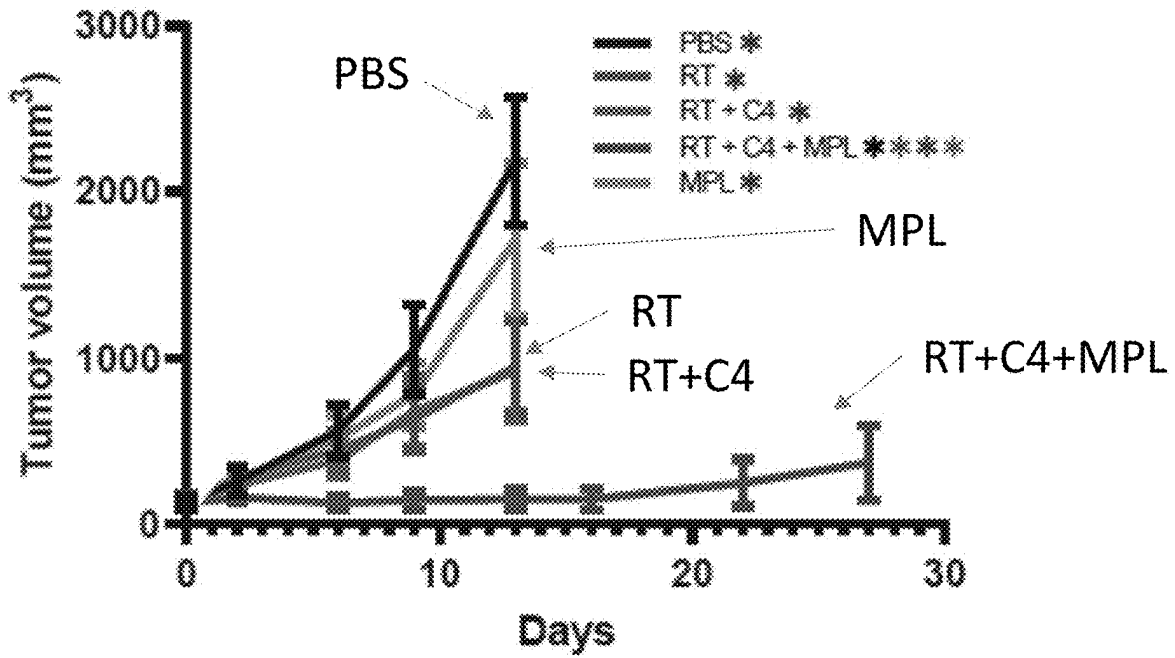 3000
2000
1000
0
Tumor volume (mm³)
0 10 20 30
Days
PBS *
RT *
RT + C4 *
RT + C4 + MPL ****
MPL *
PBS
MPL
RT
RT+C4
RT+C4+MPL